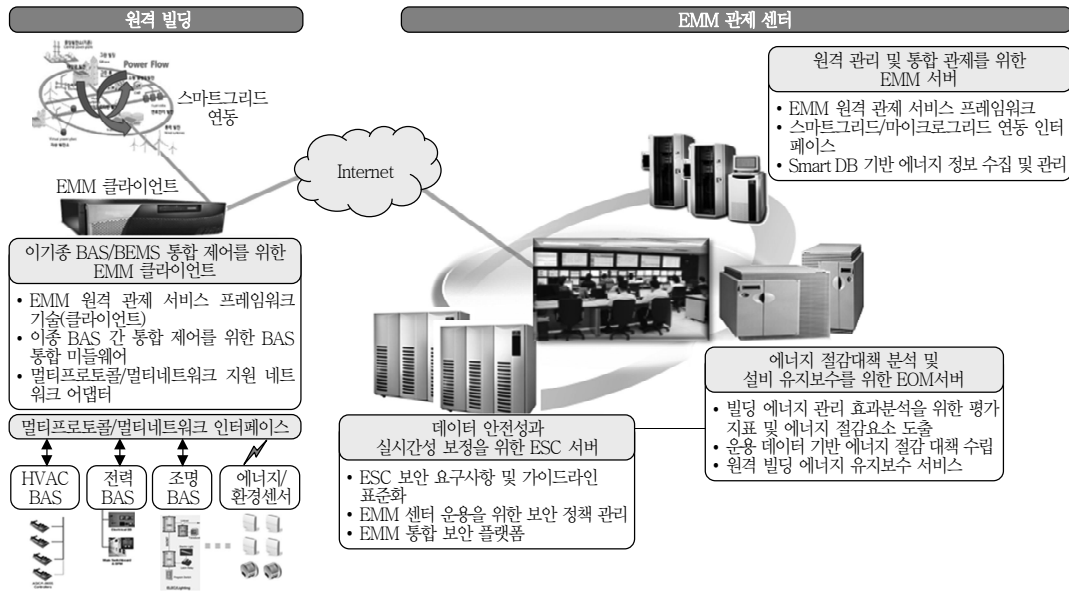 원격 빌딩
EMM 관제 센터
Power Flow
스마트그리드
연동
EMM 클라이언트
Internet
원격 관리 및 통합 관제를 위한
EMM 서버
• EMM 원격 관제 서비스 프레임워크
• 스마트그리드/마이크로그리드 연동 인터
페이스
• Smart DB 기반 에너지 정보 수집 및 관리
이기종 BAS/BEMS 통합 제어를 위한
EMM 클라이언트
• EMM 원격 관제 서비스 프레임워크
기술(클라이언트)
• 이종 BAS 간 통합 제어를 위한 BAS
통합 미들웨어
• 멀티프로토콜/멀티네트워크 지원 네트
워크 어댑터
멀티프로토콜/멀티네트워크 인터페이스
HVAC
BAS
전력
BAS
조명
BAS
에너지/
환경센서
에너지 절감대책 분석 및
설비 유지보수를 위한 EOM서버
• 빌딩 에너지 관리 효과분석을 위한 평가
지표 및 에너지 절감요소 도출
• 운용 데이터 기반 에너지 절감 대책 수립
• 원격 빌딩 에너지 유지보수 서비스
데이터 안전성과
실시간성 보정을 위한 ESC 서버
• ESC 보안 요구사항 및 가이드라인
표준화
• EMM 센터 운용을 위한 보안 정책 관리
• EMM 통합 보안 플랫폼